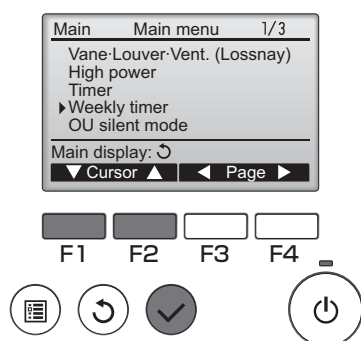 Main Main menu 1/3
Vane·Louver·Vent. (Lossnay)
High power
Timer
▶Weekly timer
OU silent mode
Main display: ↺
▼ Cursor ▲ ◀ Page ▶
F1 F2 F3 F4